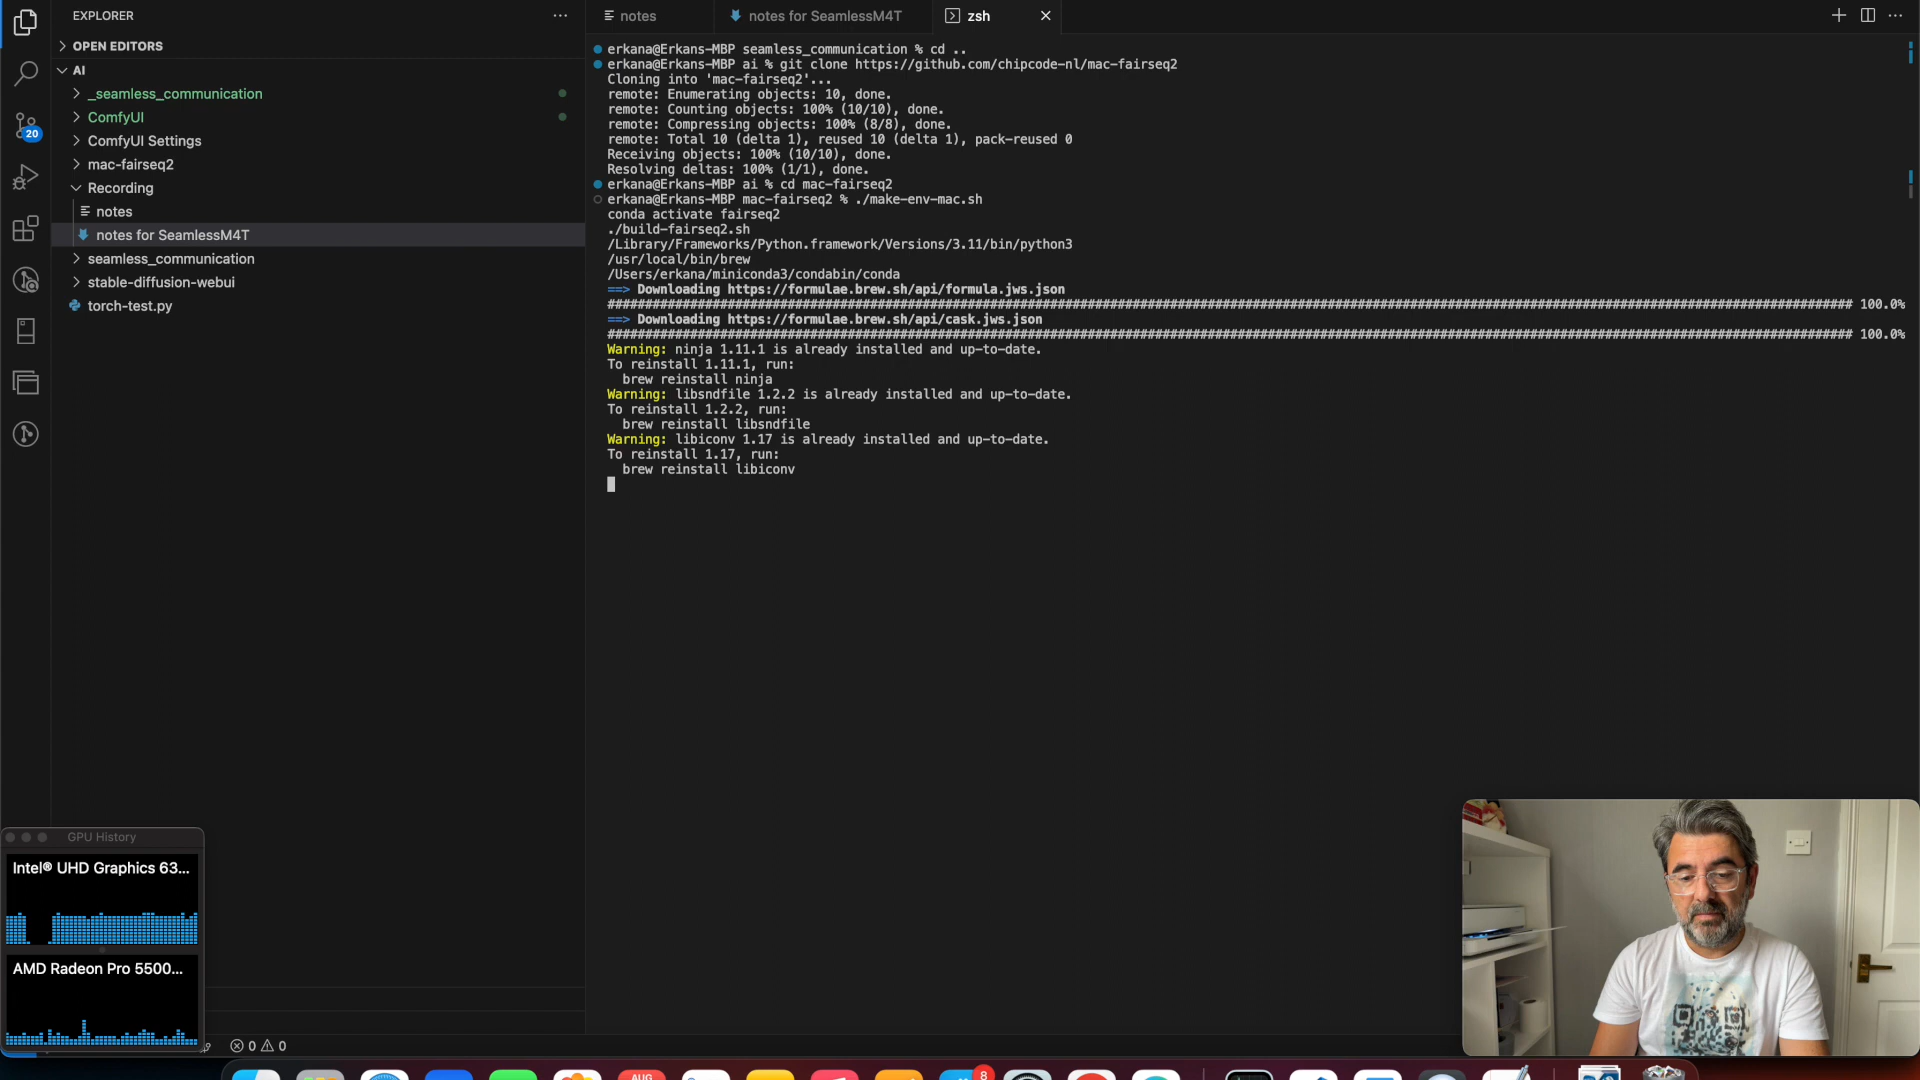 EXPLORER
OPEN EDITORS
AI
_seamless_communication
ComfyUI
ComfyUI Settings
mac-fairseq2
Recording
notes
notes for SeamlessM4T
seamless_communication
stable-diffusion-webui
torch-test.py
20
notes
notes for SeamlessM4T
zsh
erkana@Erkans-MBP seamless_communication % cd ..
erkana@Erkans-MBP ai % git clone https://github.com/chipcode-nl/mac-fairseq2
Cloning into 'mac-fairseq2'...
remote: Enumerating objects: 10, done.
remote: Counting objects: 100% (10/10), done.
remote: Compressing objects: 100% (8/8), done.
remote: Total 10 (delta 1), reused 10 (delta 1), pack-reused 0
Receiving objects: 100% (10/10), done.
Resolving deltas: 100% (1/1), done.
erkana@Erkans-MBP ai % cd mac-fairseq2
erkana@Erkans-MBP mac-fairseq2 % ./make-env-mac.sh
conda activate fairseq2
./build-fairseq2.sh
/Library/Frameworks/Python.framework/Versions/3.11/bin/python3
/usr/local/bin/brew
/Users/erkana/miniconda3/condabin/conda
==> Downloading https://formulae.brew.sh/api/formula.jws.json
100.0%
==> Downloading https://formulae.brew.sh/api/cask.jws.json
100.0%
Warning: ninja 1.11.1 is already installed and up-to-date.
To reinstall 1.11.1, run:
brew reinstall ninja
Warning: libsndfile 1.2.2 is already installed and up-to-date.
To reinstall 1.2.2, run:
brew reinstall libsndfile
Warning: libiconv 1.17 is already installed and up-to-date.
To reinstall 1.17, run:
brew reinstall libiconv
GPU History
Intel® UHD Graphics 63...
AMD Radeon Pro 5500...
0 0
AUG
8